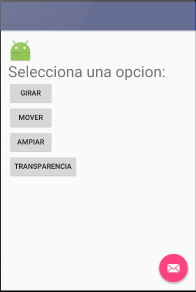 Selecciona una opcion:
GIRAR
MOVER
AMPIAR
TRANSPARENCIA